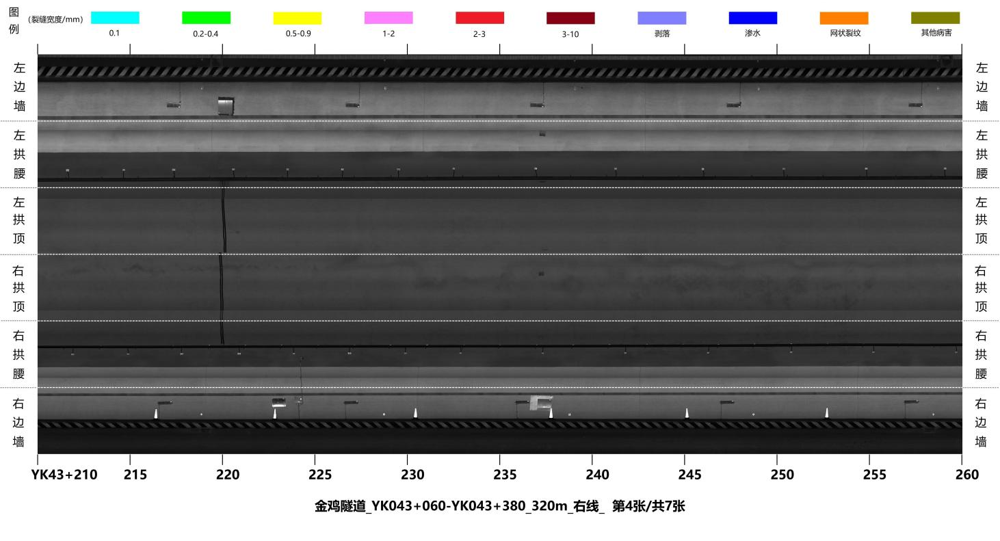 图例
(裂缝宽度/mm)
0.1
0.2-0.4
0.5-0.9
1-2
2-3
3-10
剥落
渗水
网状裂纹
其他病害
左边墙
左边墙
左拱腰
左拱腰
左拱顶
左拱顶
右拱顶
右拱顶
右拱腰
右拱腰
右边墙
右边墙
YK43+210 215 220 225 230 235 240 245 250 255 260
金鸡隧道_YK043+060-YK043+380_320m_右线_ 第4张/共7张